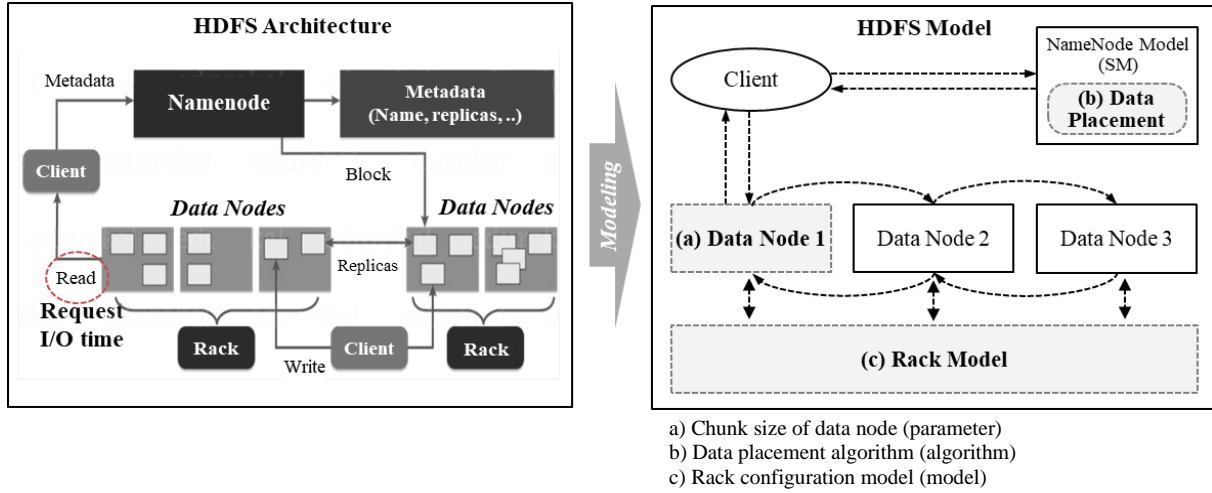 HDFS Architecture
Metadata
Namenode
Metadata
(Name, replicas, ..)
Client
Block
Data Nodes
Data Nodes
Read
Replicas
Request
I/O time
Rack
Write
Client
Rack
Modeling
HDFS Model
Client
NameNode Model
(SM)
(b) Data
Placement
(a) Data Node 1
Data Node 2
Data Node 3
(c) Rack Model
a) Chunk size of data node (parameter)
b) Data placement algorithm (algorithm)
c) Rack configuration model (model)